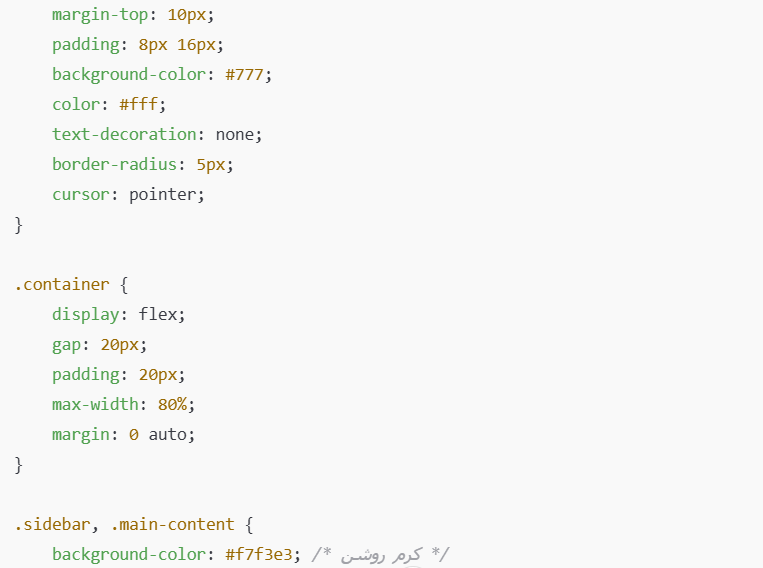 margin-top: 10px;
padding: 8px 16px;
background-color: #777;
color: #fff;
text-decoration: none;
border-radius: 5px;
cursor: pointer;
}
.container {
display: flex;
gap: 20px;
padding: 20px;
max-width: 80%;
margin: 0 auto;
}
.sidebar, .main-content {
background-color: #f7f3e3; /* کرم روشن */